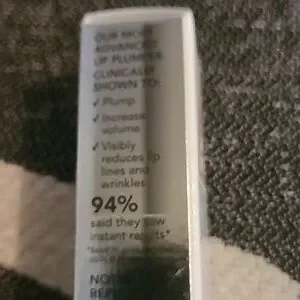 OUR MOST
ADVANCED
LIP PLUMPER
CLINICALLY
SHOWN TO:
✓ Plump
✓ Increase
volume
✓ Visibly
reduces lip
lines and
wrinkles
94%
said they saw
instant results*